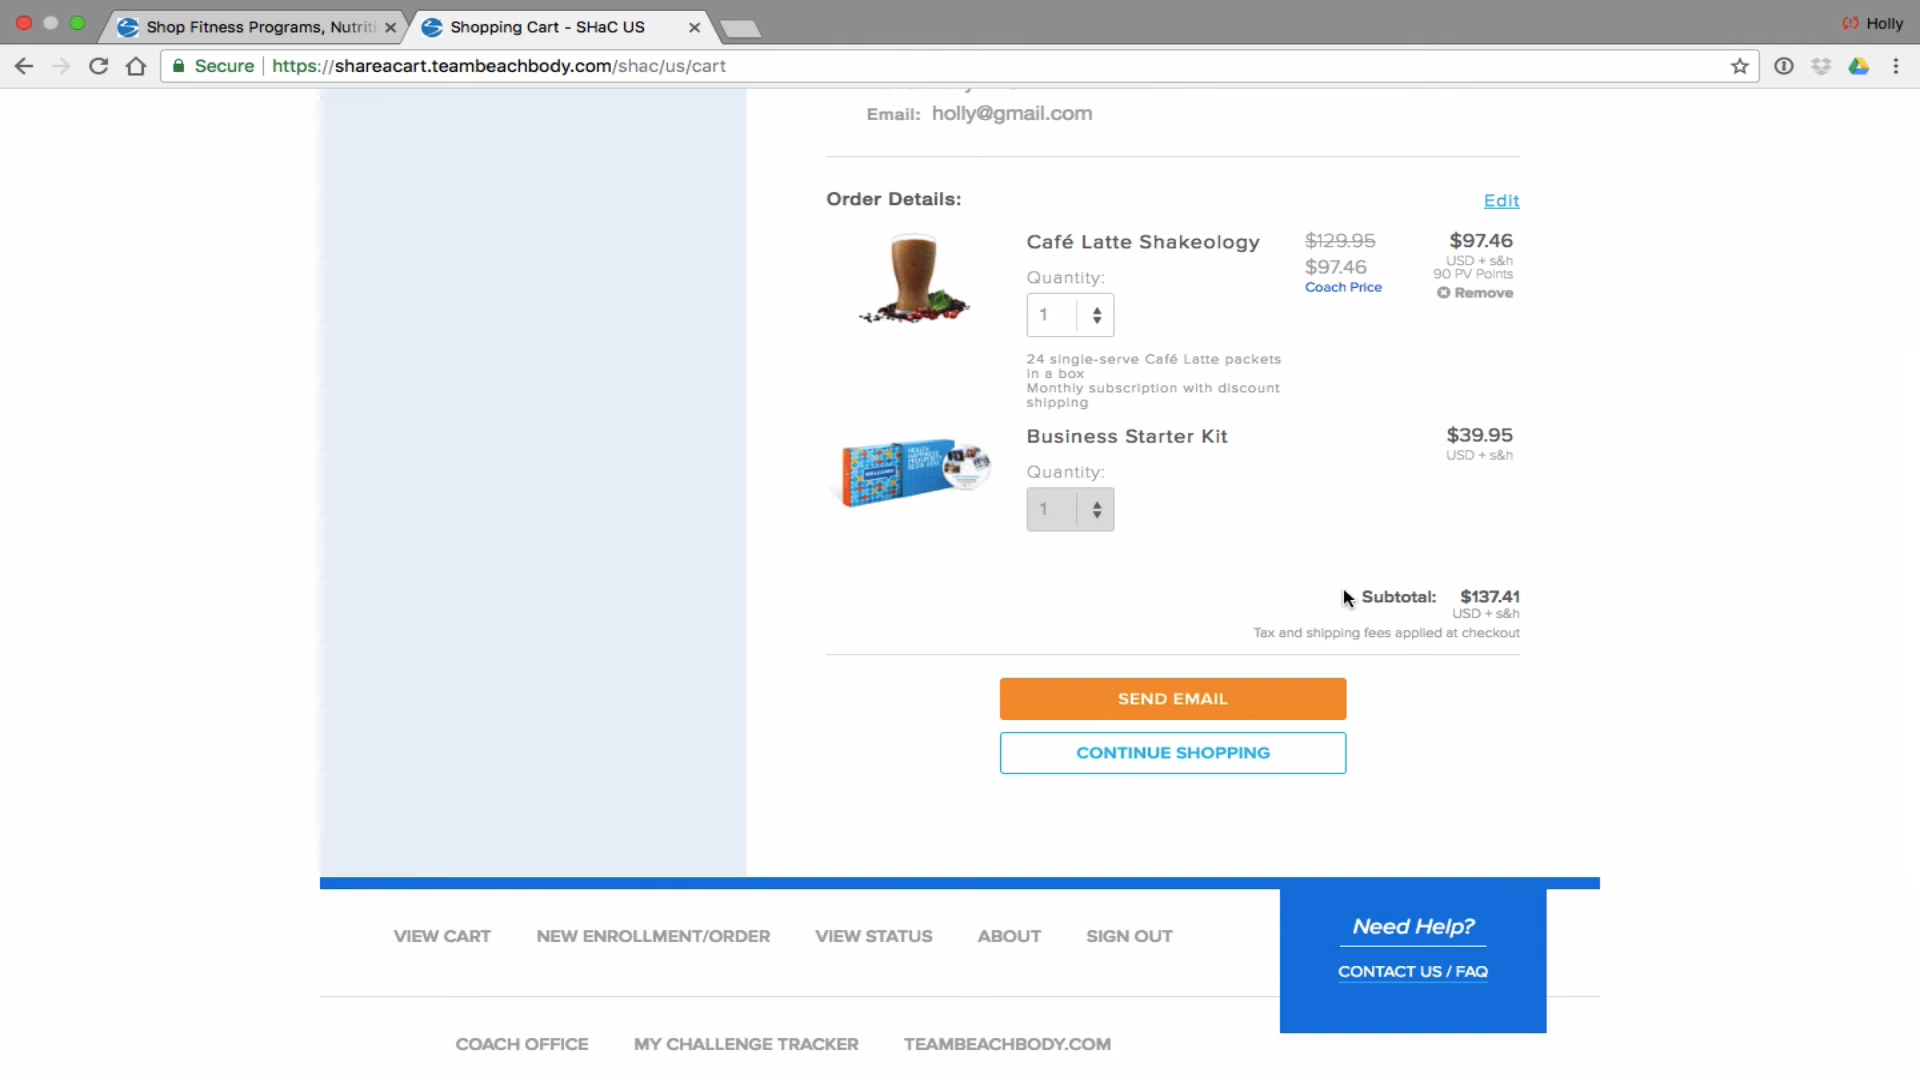 Shop Fitness Programs, Nutriti
Shopping Cart - SHaC US
Holly
Secure
https://shareacart.teambeachbody.com/shac/us/cart
Email: holly@gmail.com
Order Details:
Edit
Café Latte Shakeology
$129.95
$97.46
Coach Price
$97.46
USD + s&h
90 PV Points
Remove
Quantity:
1
24 single-serve Café Latte packets
in a box
Monthly subscription with discount
shipping
Business Starter Kit
$39.95
USD + s&h
Quantity:
1
Subtotal: $137.41
USD + s&h
Tax and shipping fees applied at checkout
SEND EMAIL
CONTINUE SHOPPING
VIEW CART
NEW ENROLLMENT/ORDER
VIEW STATUS
ABOUT
SIGN OUT
Need Help?
CONTACT US / FAQ
COACH OFFICE
MY CHALLENGE TRACKER
TEAMBEACHBODY.COM